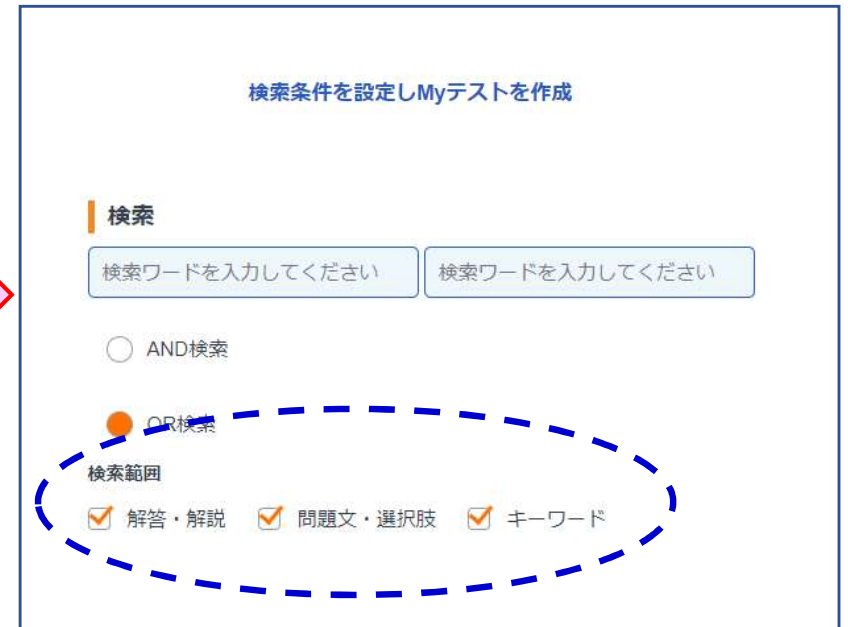 検索条件を設定しMyテストを作成
検索
検索ワードを入力してください 検索ワードを入力してください
AND検索
OR検索
検索範囲
解答・解説 問題文・選択肢 キーワード